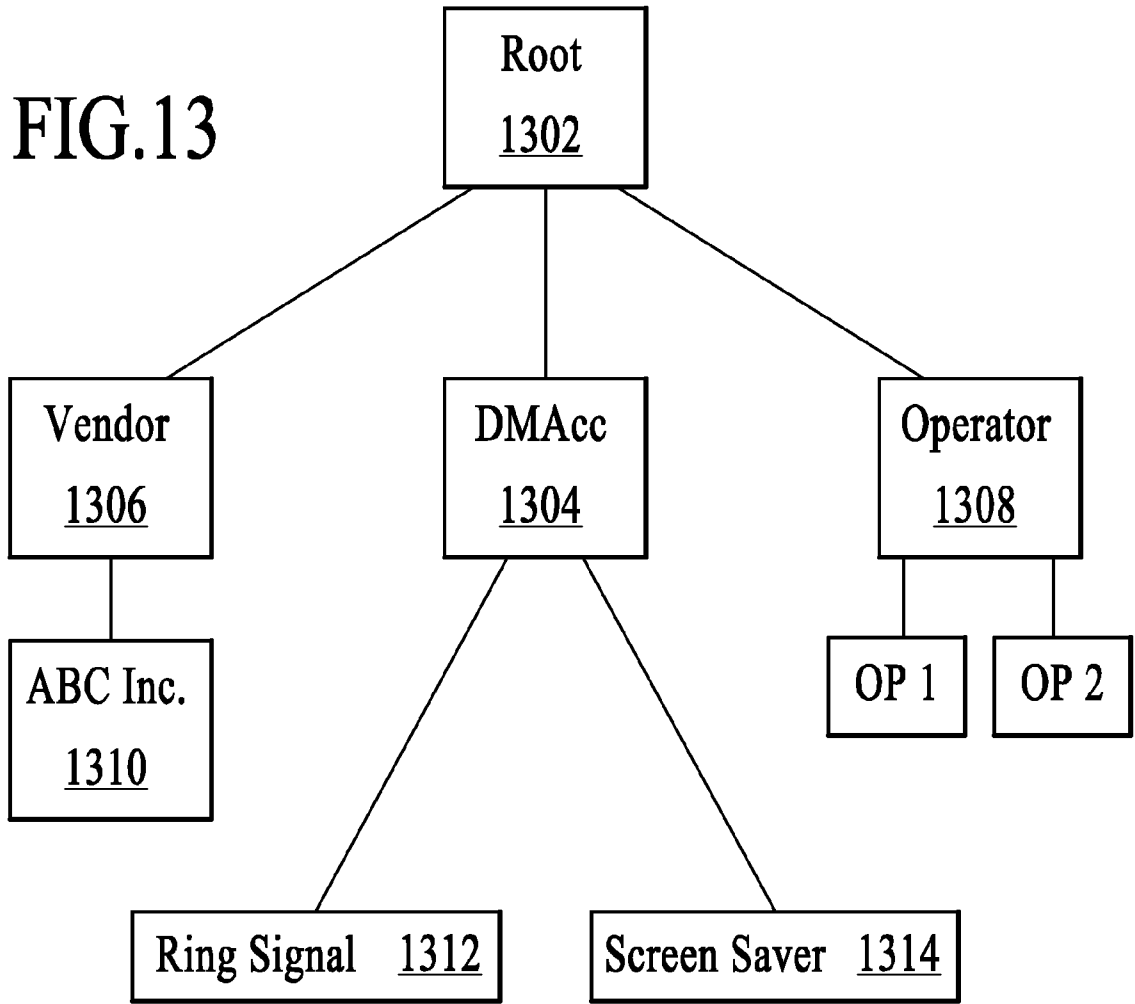 FIG.13
Root
1302
Vendor
1306
DMAcc
1304
Operator
1308
ABC Inc.
1310
OP 1
OP 2
Ring Signal 1312
Screen Saver 1314